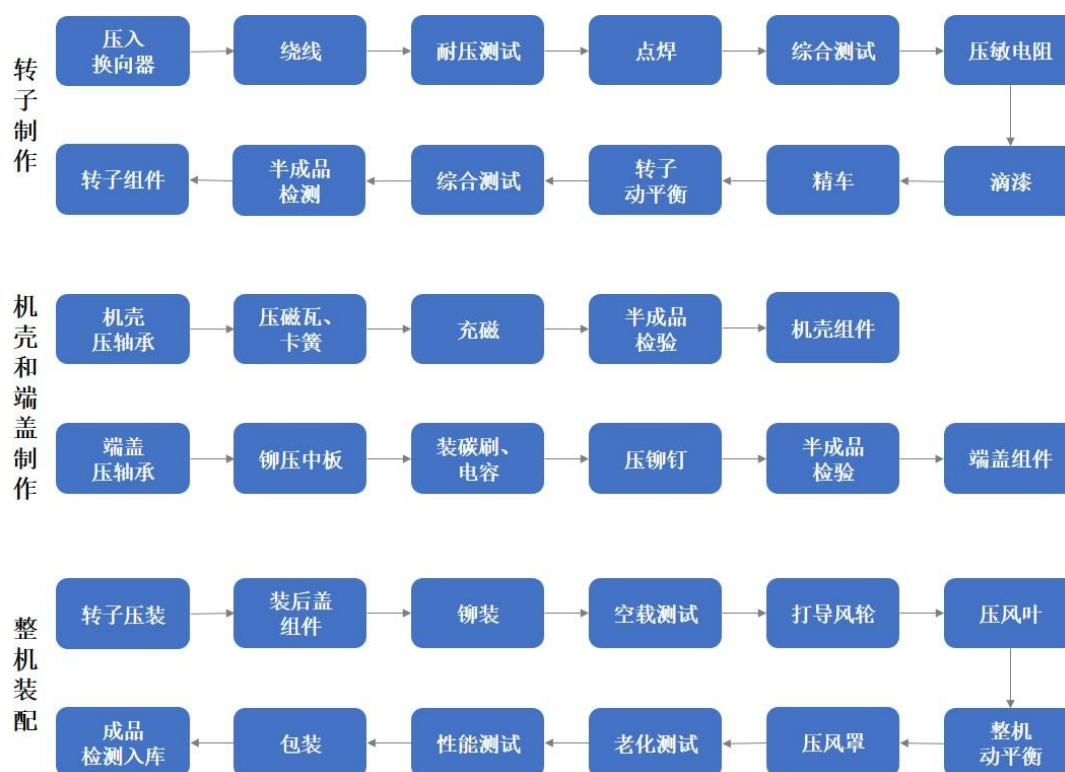 转子制作
压入
换向器
绕线
耐压测试
点焊
综合测试
压敏电阻
转子组件
半成品
检测
综合测试
转子
动平衡
精车
滴漆
机壳和端盖制作
机壳
压轴承
压磁瓦、
卡簧
充磁
半成品
检验
机壳组件
端盖
压轴承
铆压中板
装碳刷、
电容
压铆钉
半成品
检验
端盖组件
整机装配
转子压装
装后盖
组件
铆装
空载测试
打导风轮
压风叶
成品
检测入库
包装
性能测试
老化测试
压风罩
整机
动平衡